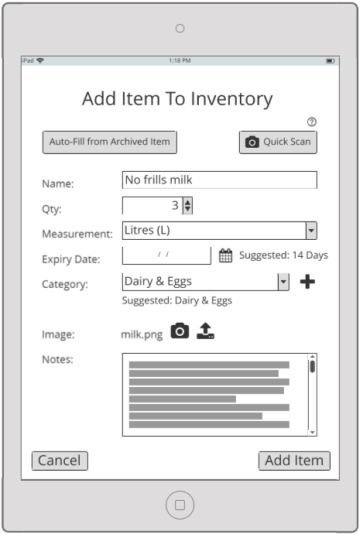 iPad 1:18 PM
Add Item To Inventory
?
Auto-Fill from Archived Item Quick Scan
Name: No frills milk
Qty: 3
Measurement: Litres (L)
Expiry Date: / / Suggested: 14 Days
Category: Dairy & Eggs
Suggested: Dairy & Eggs
Image: milk.png
Notes:
Cancel Add Item